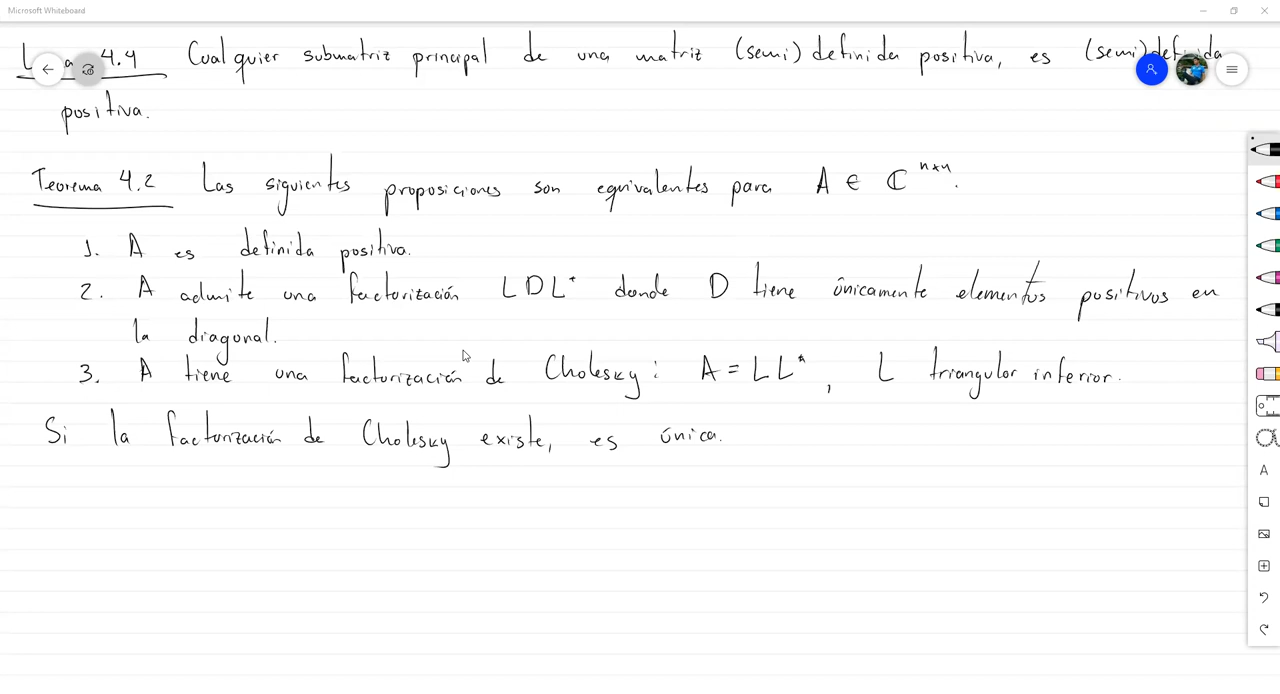 Microsoft Whiteboard
4.4 Cualquier submatriz principal de una matriz (semi) definida positiva, es (semi) definida
positiva.
Teorema 4.2 Las siguientes proposiciones son equivalentes para A ∈ ℂ^{n×n}.
1. A es definida positiva.
2. A admite una factorización LDL* donde D tiene únicamente elementos positivos en
la diagonal.
3. A tiene una factorización de Cholesky: A = LL*, L triangular inferior.
Si la factorización de Cholesky existe, es única.
A